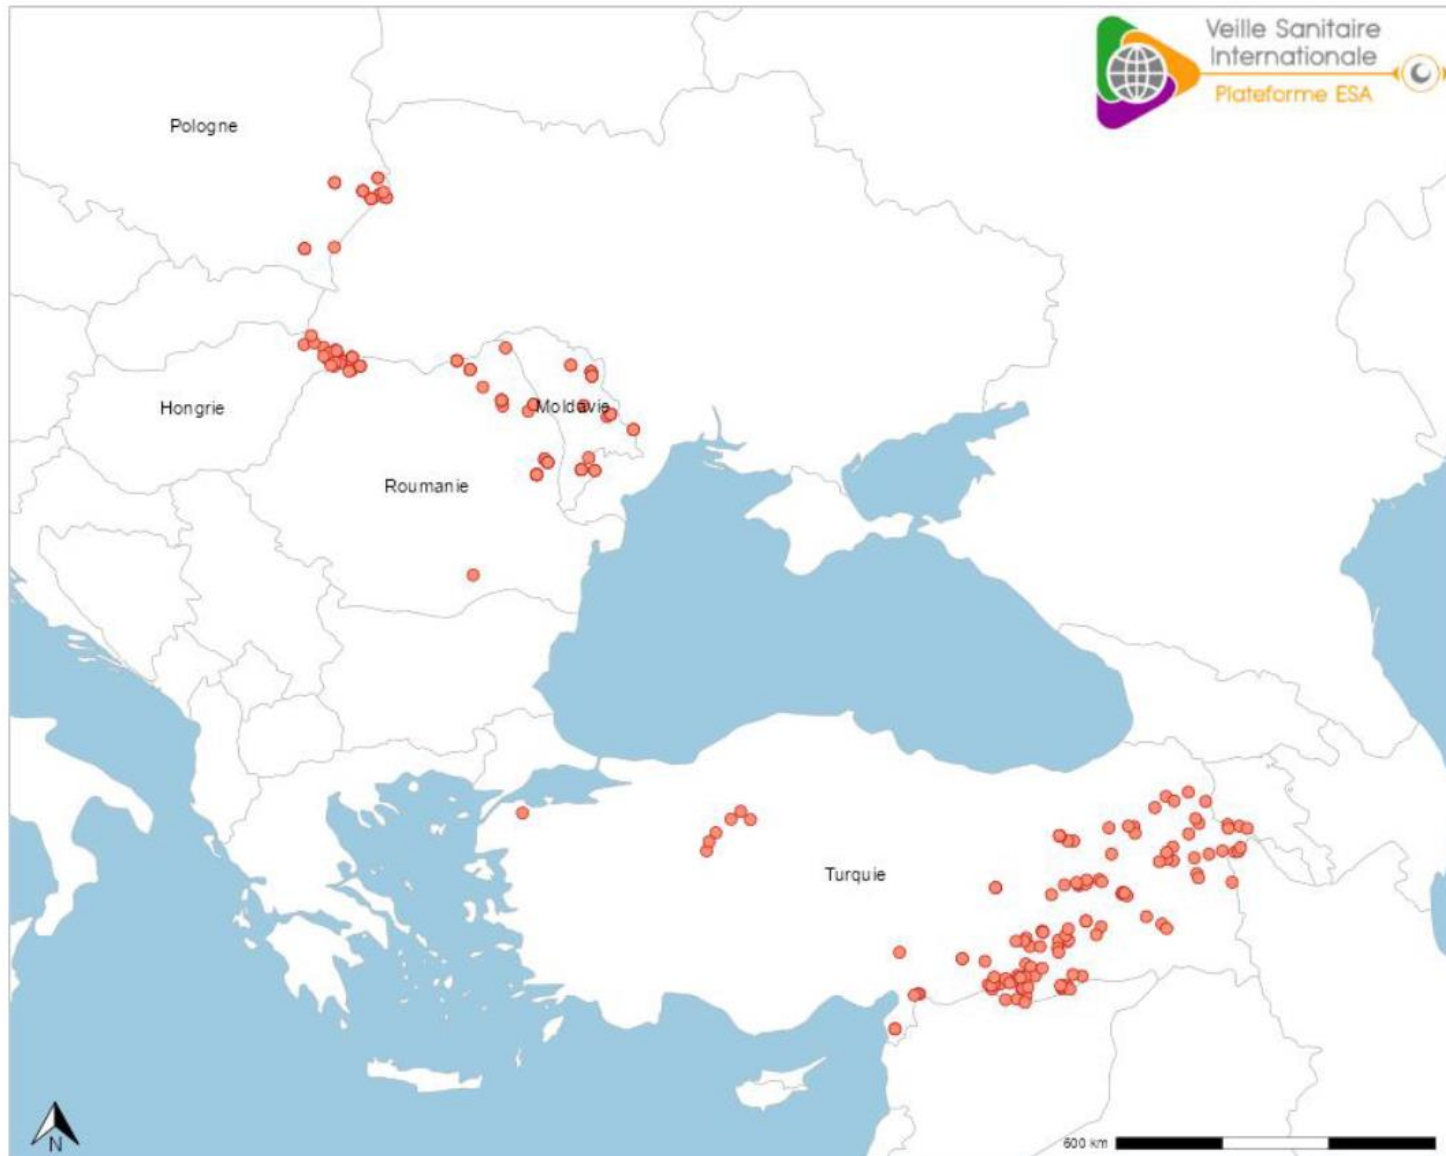 Veille Sanitaire
Internationale
Plateforme ESA
Pologne
Hongrie
Moldavie
Roumanie
Turquie
N
600 km